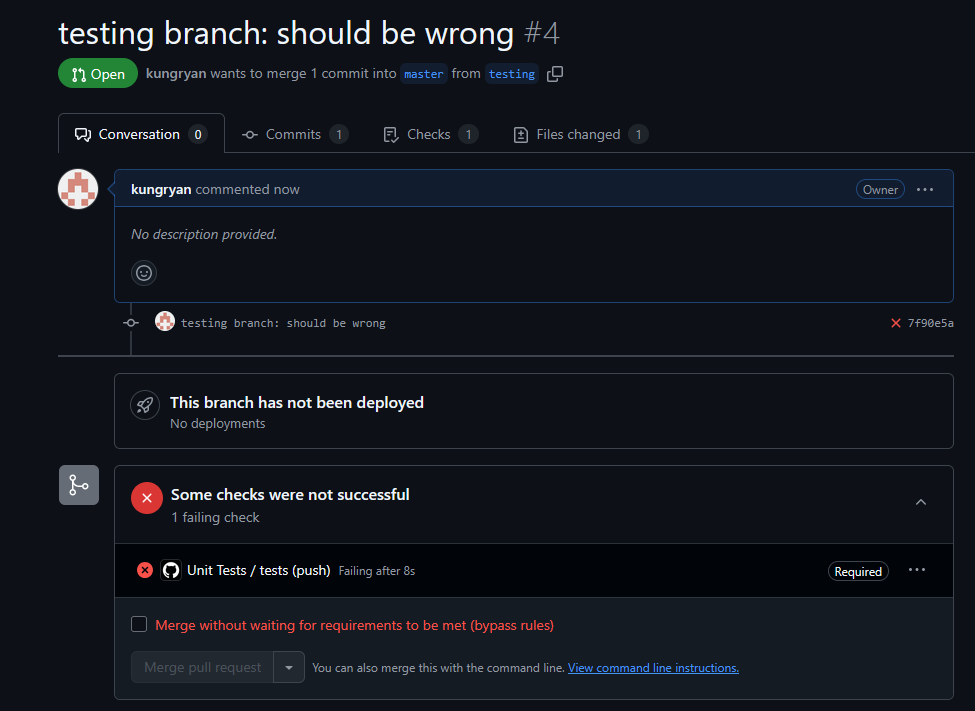 testing branch: should be wrong #4
Open kungryan wants to merge 1 commit into master from testing
Conversation 0 Commits 1 Checks 1 Files changed 1
kungryan commented now Owner
No description provided.
testing branch: should be wrong 7f90e5a
This branch has not been deployed
No deployments
Some checks were not successful
1 failing check
Unit Tests / tests (push) Failing after 8s Required
Merge without waiting for requirements to be met (bypass rules)
Merge pull request You can also merge this with the command line. View command line instructions.